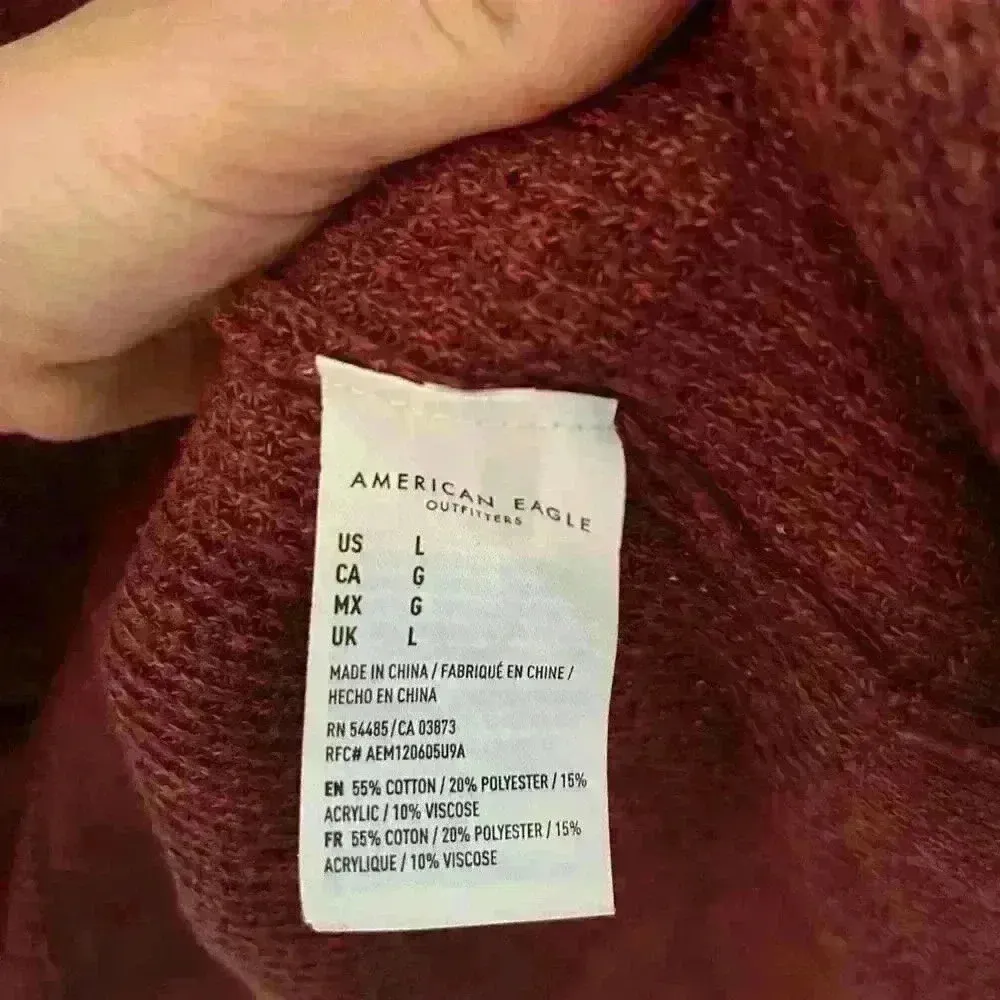 AMERICAN EAGLE
OUTFITTERS
US L
CA G
MX G
UK L
MADE IN CHINA / FABRIQUÉ EN CHINE /
HECHO EN CHINA
RN 54485/CA 03873
RFC# AEM120605U9A
EN 55% COTTON / 20% POLYESTER / 15%
ACRYLIC / 10% VISCOSE
FR 55% COTON / 20% POLYESTER / 15%
ACRYLIQUE / 10% VISCOSE